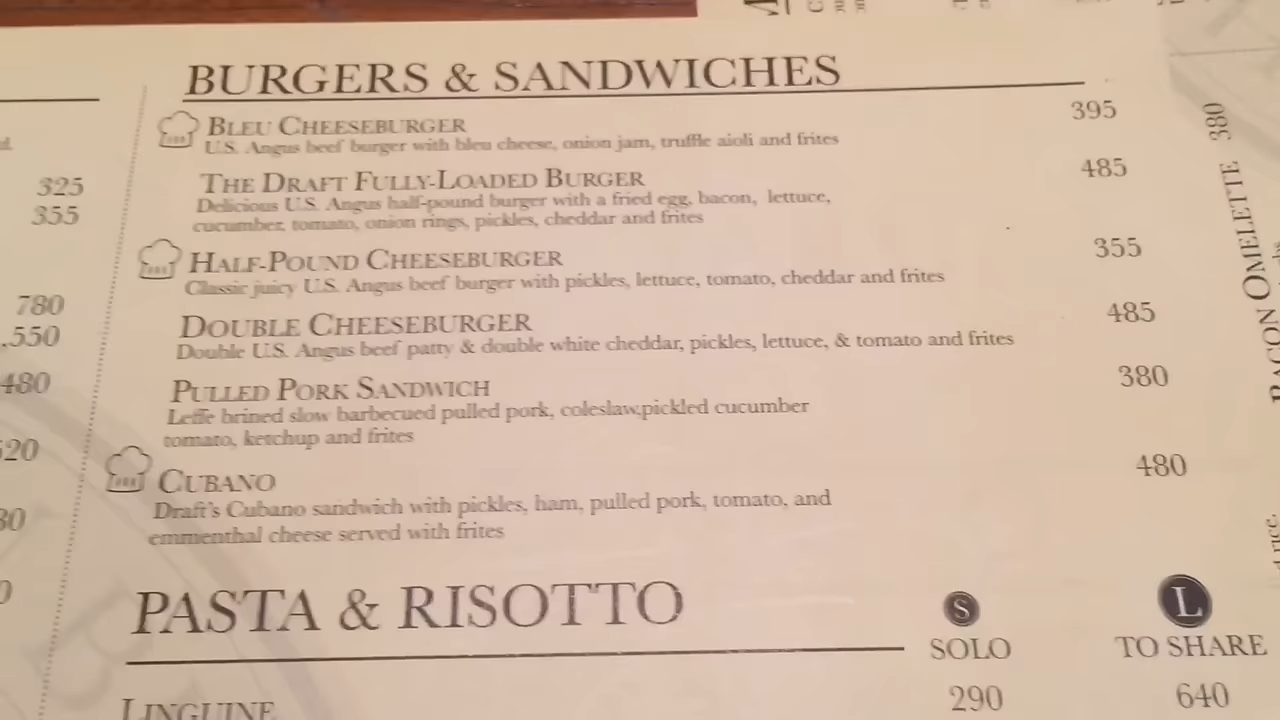 BURGERS & SANDWICHES
BLEU CHEESEBURGER 395
U.S. Angus beef burger with bleu cheese, onion jam, truffle aioli and frites
THE DRAFT FULLY-LOADED BURGER 485
Delicious U.S. Angus half-pound burger with a fried egg, bacon, lettuce,
cucumber, tomato, onion rings, pickles, cheddar and frites
HALF-POUND CHEESEBURGER 355
Classic juicy U.S. Angus beef burger with pickles, lettuce, tomato, cheddar and frites
DOUBLE CHEESEBURGER 485
Double U.S. Angus beef patty & double white cheddar, pickles, lettuce, & tomato and frites
PULLED PORK SANDWICH 380
Leffe brined slow barbecued pulled pork, coleslaw,pickled cucumber
tomato, ketchup and frites
CUBANO 480
Draft's Cubano sandwich with pickles, ham, pulled pork, tomato, and
emmenthal cheese served with frites
PASTA & RISOTTO
S L
SOLO TO SHARE
LINGUINE 290 640
325
355
780
.550
480
BACON OMELETTE 380